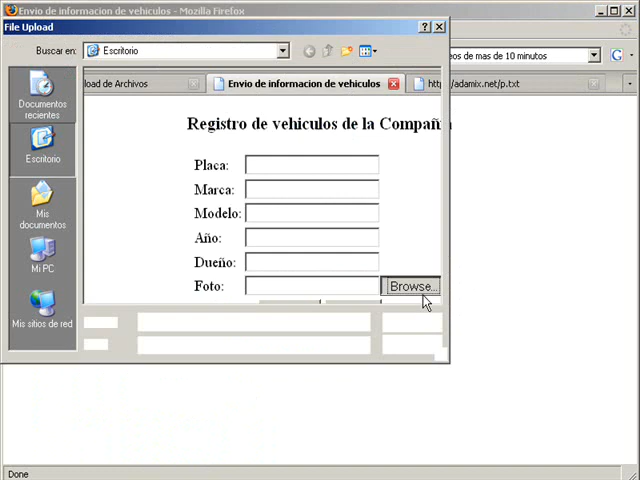 Envio de informacion de vehiculos - Mozilla Firefox
File Upload
Buscar en: Escritorio
eos de mas de 10 minutos
G
load de Archivos
Envio de informacion de vehiculos
adamix.net/p.txt
Documentos recientes
Escritorio
Mis documentos
Mi PC
Mis sitios de red
Registro de vehiculos de la Compañi
Placa:
Marca:
Modelo:
Año:
Dueño:
Foto: Browse...
Done